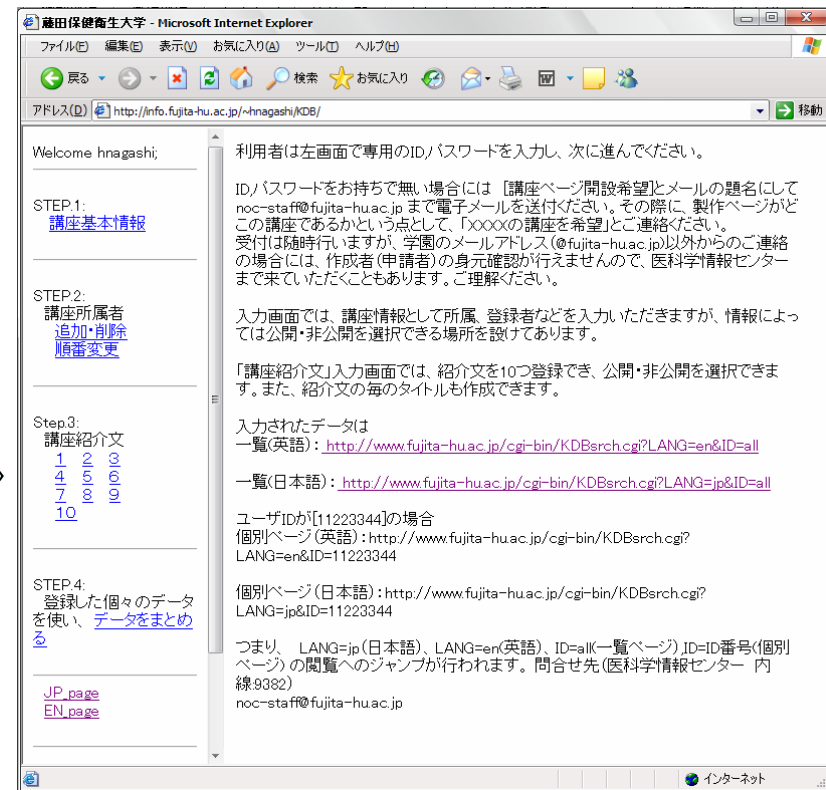 藤田保健衛生大学 - Microsoft Internet Explorer
ファイル(F) 編集(E) 表示(V) お気に入り(A) ツール(T) ヘルプ(H)
戻る 検索 お気に入り
アドレス(D) http://info.fujita-hu.ac.jp/~hnagashi/KDB/ 移動
Welcome hnagashi;
STEP.1:
講座基本情報
STEP.2:
講座所属者
追加・削除
順番変更
Step.3:
講座紹介文
1 2 3
4 5 6
7 8 9
10
STEP.4:
登録した個々のデータ
を使い、データをまとめ
る
JP_page
EN_page
利用者は左画面で専用のID,パスワードを入力し、次に進んでください。
ID,パスワードをお持ちで無い場合には [講座ページ開設希望]とメールの題名にして
noc-staff@fujita-hu.ac.jp まで電子メールを送付ください。その際に、製作ページがど
この講座であるかという点として、「XXXXの講座を希望」とご連絡ください。
受付は随時行いますが、学園のメールアドレス(@fujita-hu.ac.jp)以外からのご連絡
の場合には、作成者(申請者)の身元確認が行えませんので、医科学情報センター
まで来ていただくこともあります。ご理解ください。
入力画面では、講座情報として所属、登録者などを入力いただきますが、情報によっ
ては公開・非公開を選択できる場所を設けてあります。
「講座紹介文」入力画面では、紹介文を10つ登録でき、公開・非公開を選択できま
す。また、紹介文の毎のタイトルも作成できます。
入力されたデータは
一覧(英語): http://www.fujita-hu.ac.jp/cgi-bin/KDBsrch.cgi?LANG=en&ID=all
一覧(日本語): http://www.fujita-hu.ac.jp/cgi-bin/KDBsrch.cgi?LANG=jp&ID=all
ユーザIDが[11223344]の場合
個別ページ(英語):http://www.fujita-hu.ac.jp/cgi-bin/KDBsrch.cgi?
LANG=en&ID=11223344
個別ページ(日本語):http://www.fujita-hu.ac.jp/cgi-bin/KDBsrch.cgi?
LANG=jp&ID=11223344
つまり、 LANG=jp(日本語)、LANG=en(英語)、ID=all(一覧ページ),ID=ID番号(個別
ページ) の閲覧へのジャンプが行われます。問合せ先(医科学情報センター 内
線:9382)
noc-staff@fujita-hu.ac.jp
インターネット